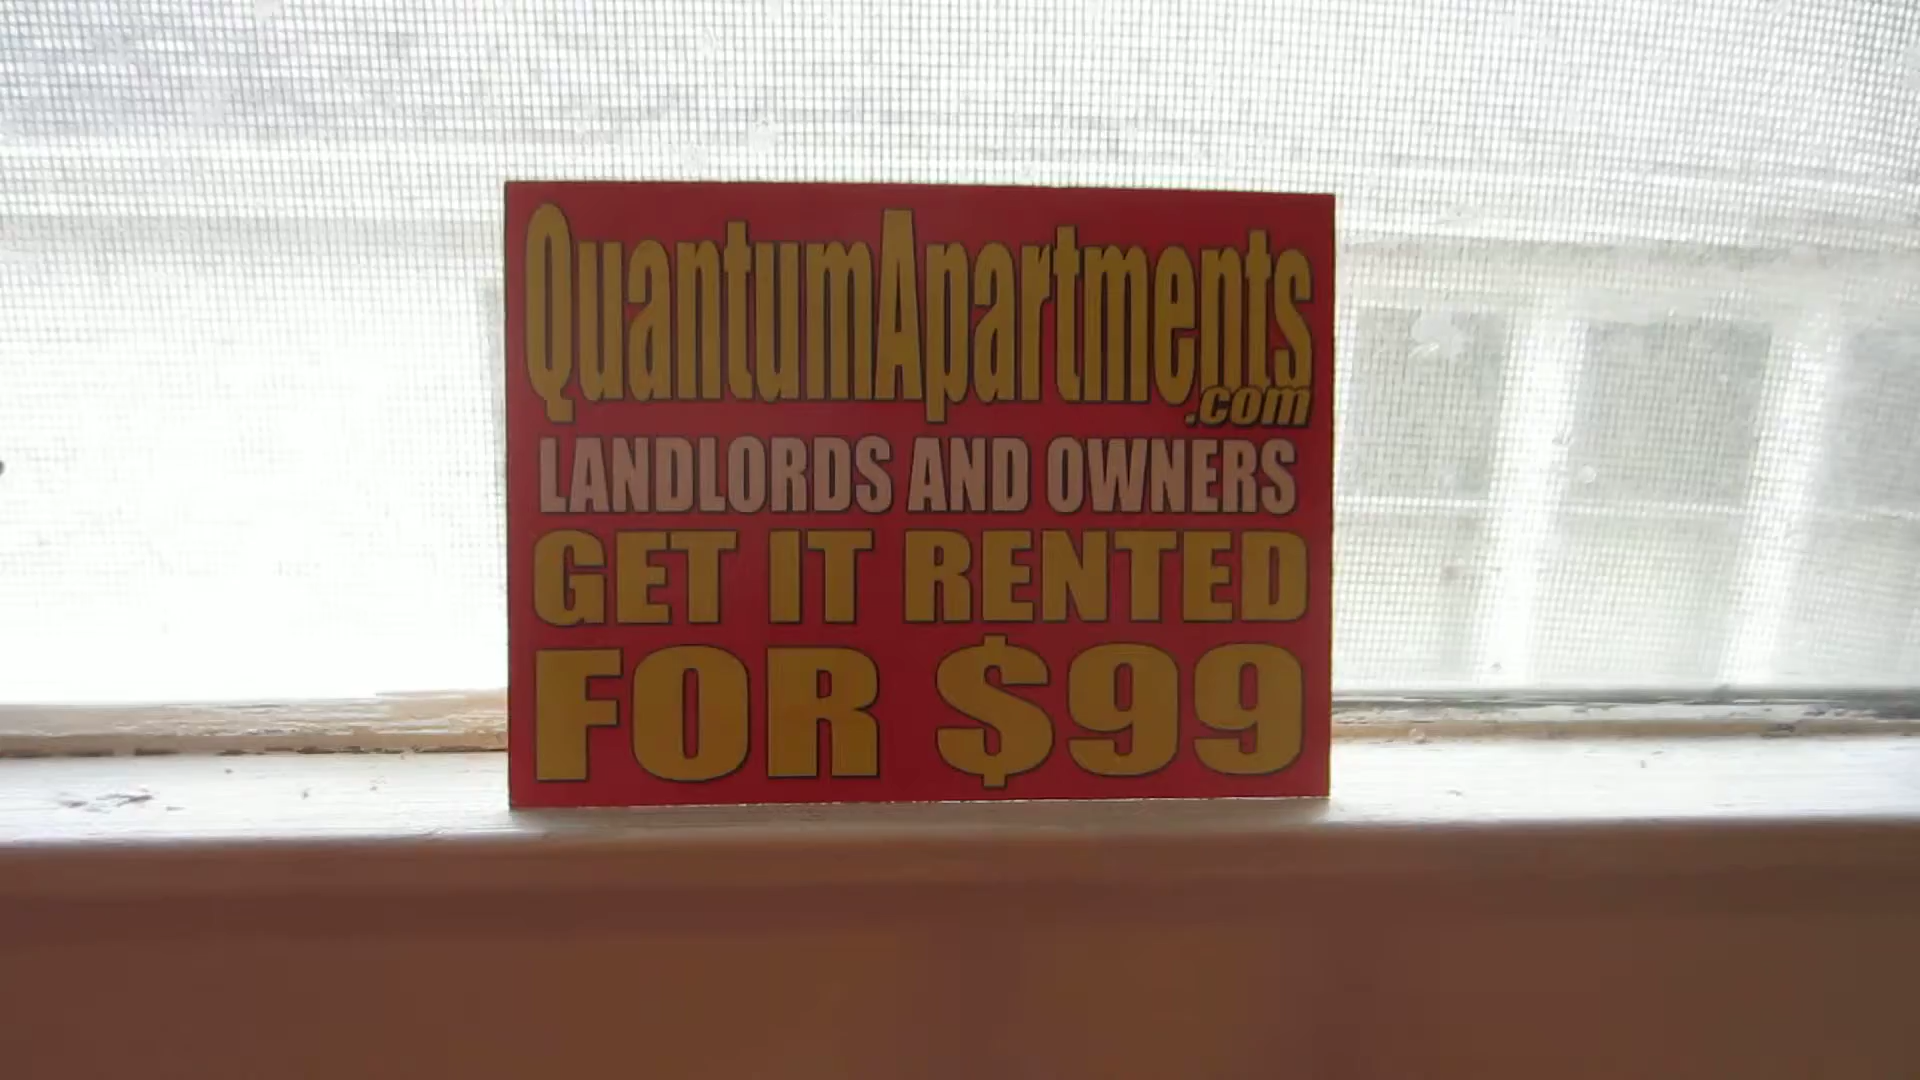 QuantumApartments
.com
LANDLORDS AND OWNERS
GET IT RENTED
FOR $99